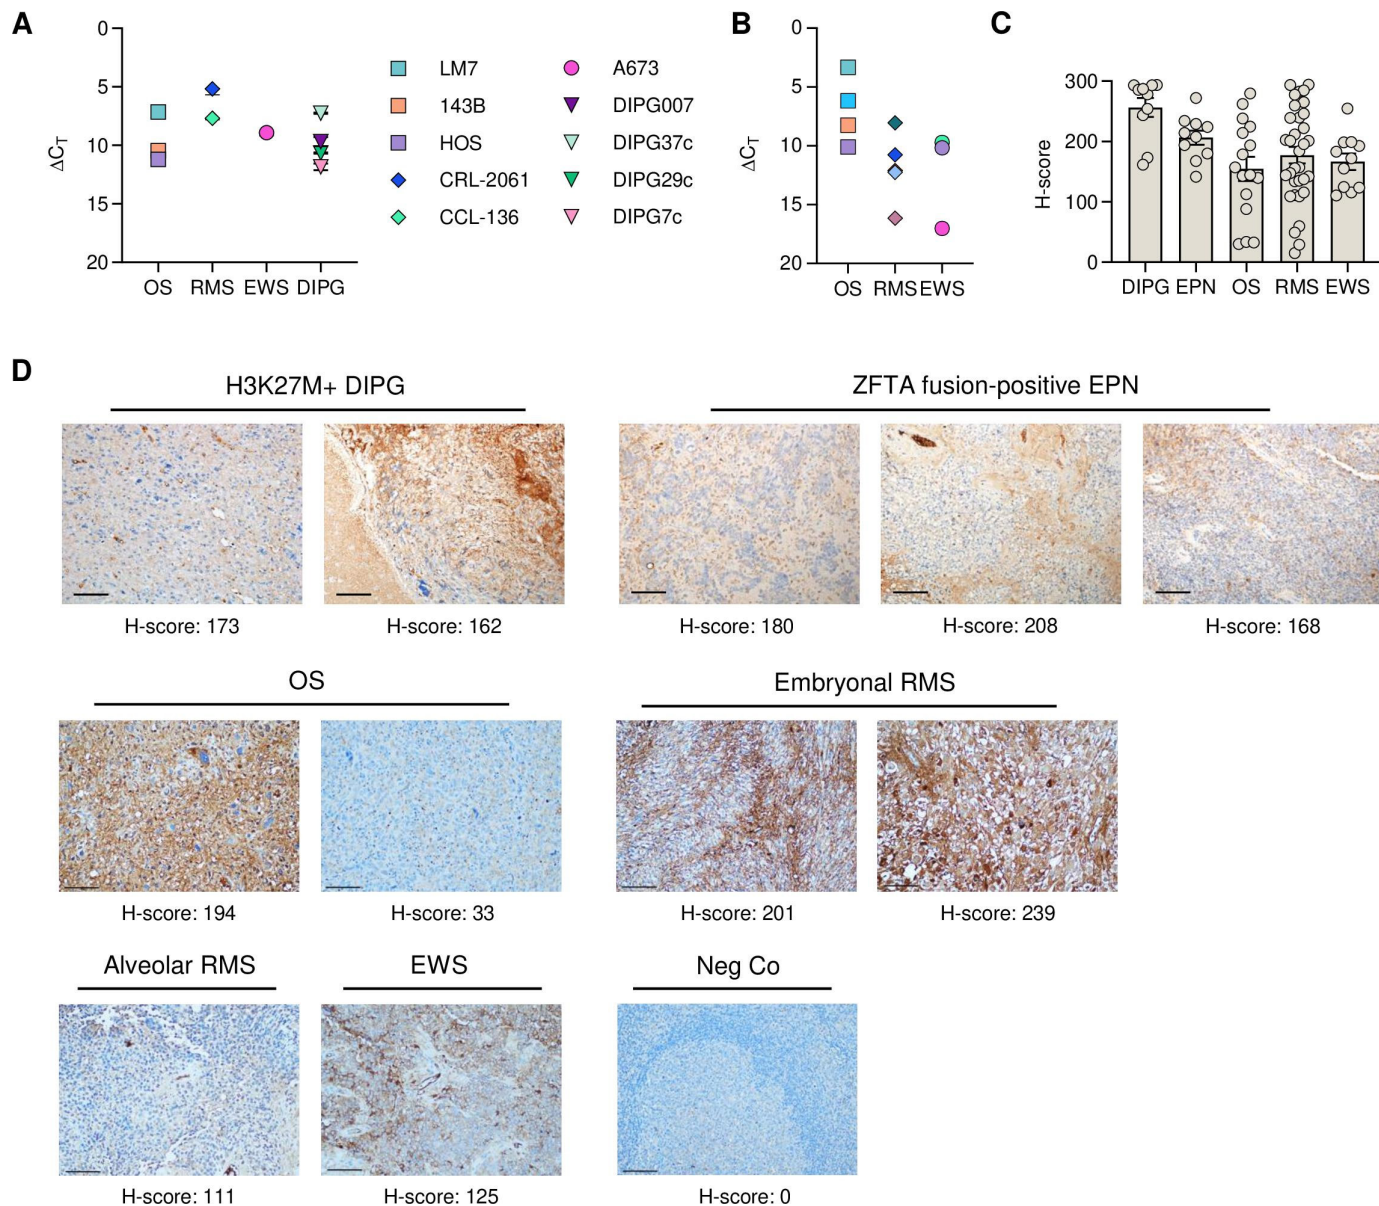 A
0
5
10
15
20
ΔCT
OS RMS EWS DIPG
LM7
143B
HOS
CRL-2061
CCL-136
A673
DIPG007
DIPG37c
DIPG29c
DIPG7c
B
0
5
10
15
20
ΔCT
OS RMS EWS
C
300
200
100
0
H-score
DIPG EPN OS RMS EWS
D
H3K27M+ DIPG
ZFTA fusion-positive EPN
H-score: 173
H-score: 162
H-score: 180
H-score: 208
H-score: 168
OS
Embryonal RMS
H-score: 194
H-score: 33
H-score: 201
H-score: 239
Alveolar RMS
EWS
Neg Co
H-score: 111
H-score: 125
H-score: 0